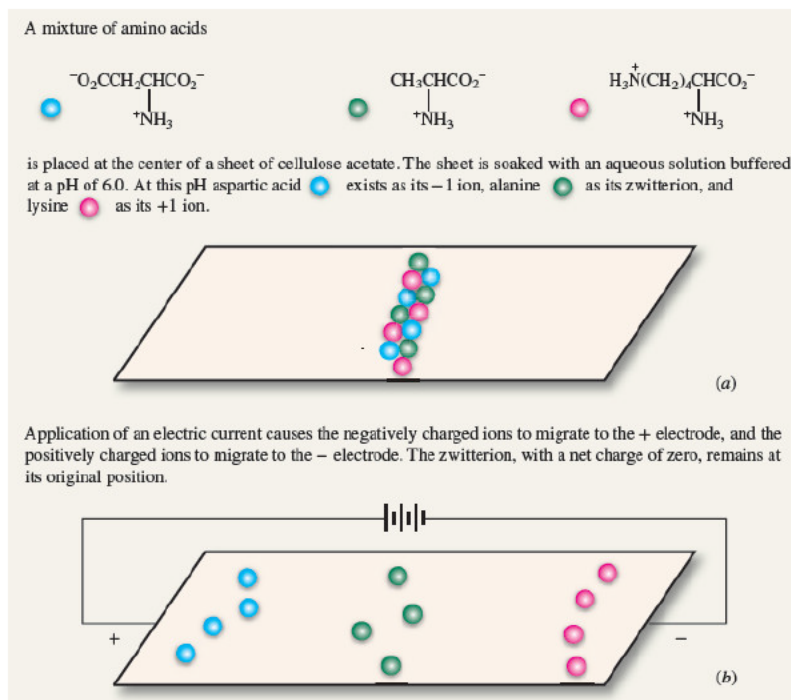 A mixture of amino acids
⁻O₂CCH₂CHCO₂⁻ CH₃CHCO₂⁻ H₃N⁺(CH₂)₄CHCO₂⁻
⁺NH₃ ⁺NH₃ ⁺NH₃
is placed at the center of a sheet of cellulose acetate. The sheet is soaked with an aqueous solution buffered
at a pH of 6.0. At this pH aspartic acid exists as its −1 ion, alanine as its zwitterion, and
lysine as its +1 ion.
(a)
Application of an electric current causes the negatively charged ions to migrate to the + electrode, and the
positively charged ions to migrate to the − electrode. The zwitterion, with a net charge of zero, remains at
its original position.
+ −
(b)